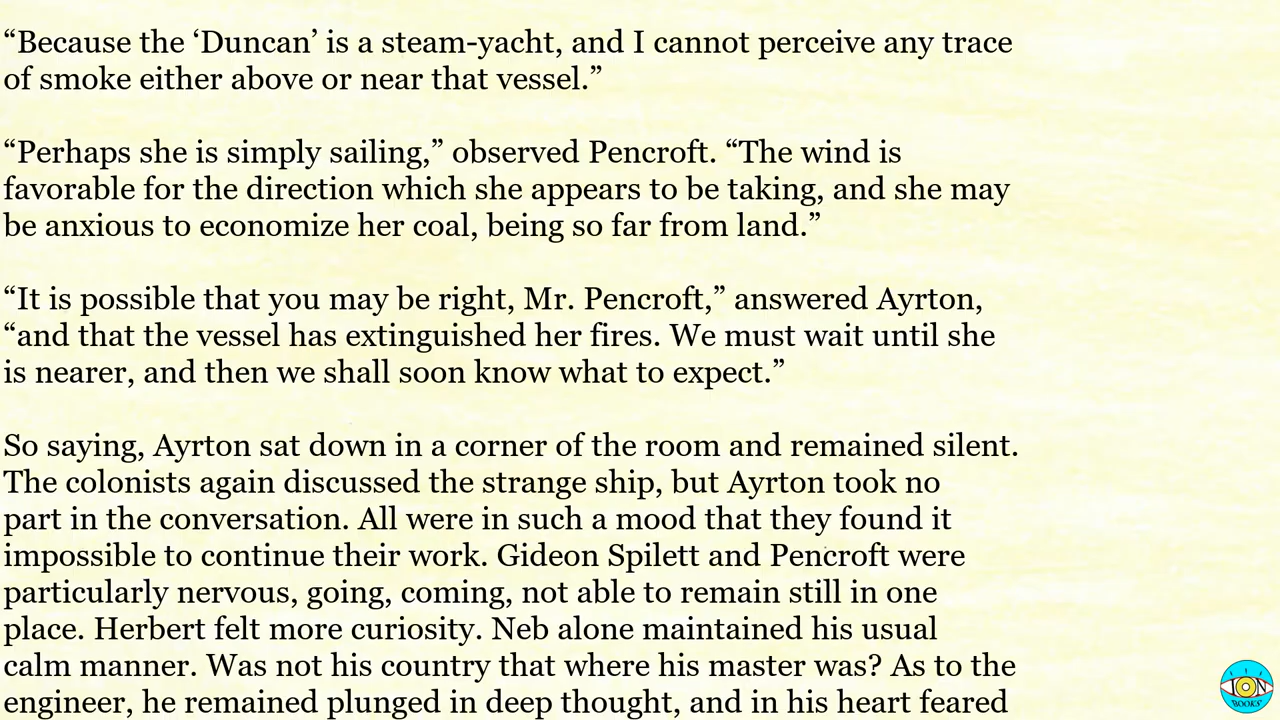 “Because the ‘Duncan’ is a steam-yacht, and I cannot perceive any trace
of smoke either above or near that vessel.”
“Perhaps she is simply sailing,” observed Pencroft. “The wind is
favorable for the direction which she appears to be taking, and she may
be anxious to economize her coal, being so far from land.”
“It is possible that you may be right, Mr. Pencroft,” answered Ayrton,
“and that the vessel has extinguished her fires. We must wait until she
is nearer, and then we shall soon know what to expect.”
So saying, Ayrton sat down in a corner of the room and remained silent.
The colonists again discussed the strange ship, but Ayrton took no
part in the conversation. All were in such a mood that they found it
impossible to continue their work. Gideon Spilett and Pencroft were
particularly nervous, going, coming, not able to remain still in one
place. Herbert felt more curiosity. Neb alone maintained his usual
calm manner. Was not his country that where his master was? As to the
engineer, he remained plunged in deep thought, and in his heart feared
ION
BOOKS